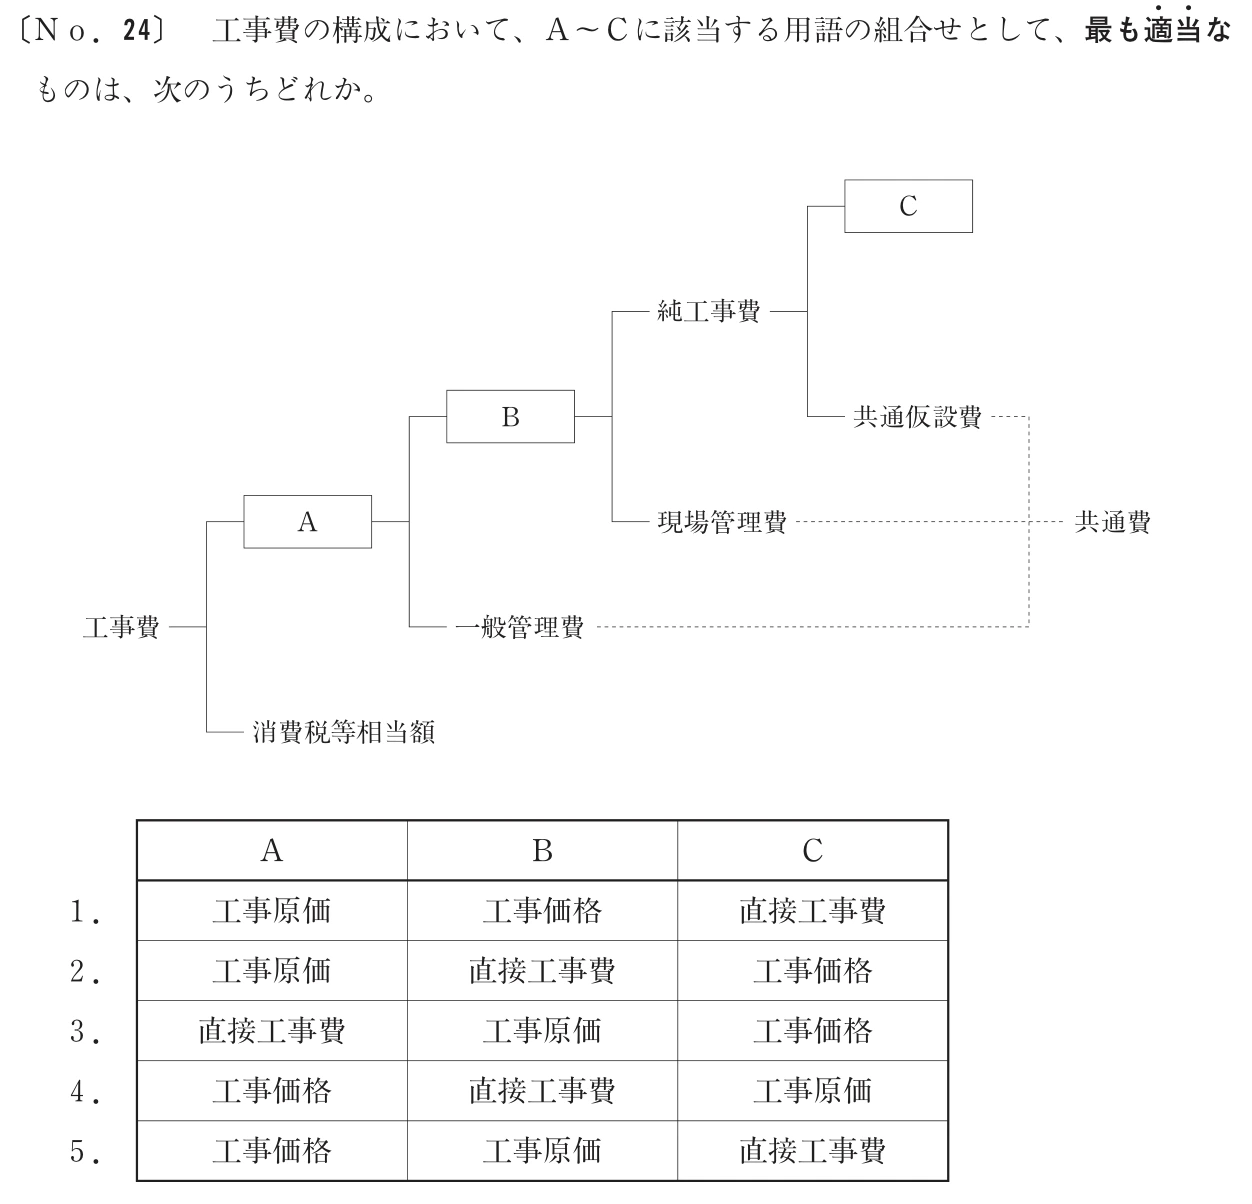 〔Ｎｏ．24〕　工事費の構成において、Ａ～Ｃに該当する用語の組合せとして、最も適当な
ものは、次のうちどれか。
Ｃ
純工事費
Ｂ
共通仮設費
Ａ
現場管理費
共通費
工事費
一般管理費
消費税等相当額
Ａ　Ｂ　Ｃ
１．　工事原価　工事価格　直接工事費
２．　工事原価　直接工事費　工事価格
３．　直接工事費　工事原価　工事価格
４．　工事価格　直接工事費　工事原価
５．　工事価格　工事原価　直接工事費